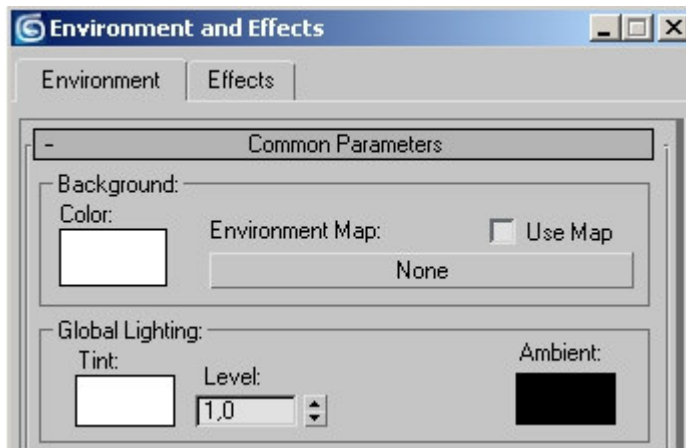 Environment and Effects
Environment Effects
- Common Parameters
Background:
Color:
Environment Map: Use Map
None
Global Lighting:
Tint: Level: Ambient:
1,0